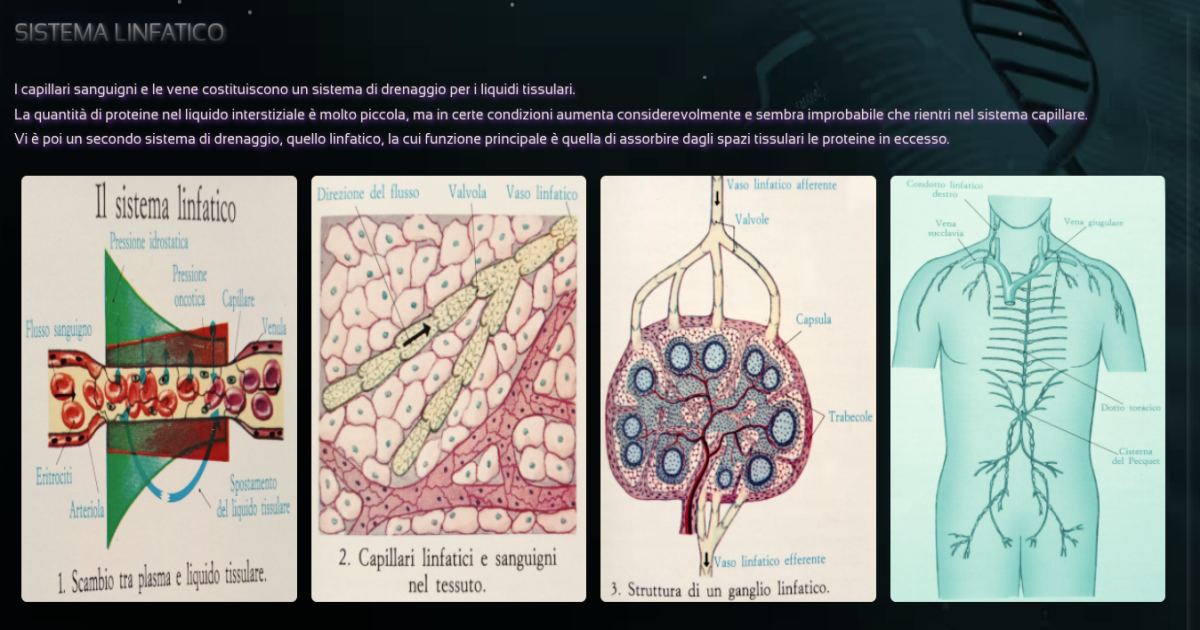 SISTEMA LINFATICO
I capillari sanguigni e le vene costituiscono un sistema di drenaggio per i liquidi tissulari.
La quantità di proteine nel liquido interstiziale è molto piccola, ma in certe condizioni aumenta considerevolmente e sembra improbabile che rientri nel sistema capillare.
Vi è poi un secondo sistema di drenaggio, quello linfatico, la cui funzione principale è quella di assorbire dagli spazi tissulari le proteine in eccesso.
Il sistema linfatico
Pressione idrostatica
Pressione
oncotica
Capillare
Flusso sanguigno
Venula
Eritrociti
Arteriola
Spostamento
del liquido tissulare
1. Scambio tra plasma e liquido tissulare.
Direzione del flusso
Valvola
Vaso linfatico
2. Capillari linfatici e sanguigni
nel tessuto.
Vaso linfatico afferente
Valvole
Capsula
Trabecole
Vaso linfatico efferente
3. Struttura di un ganglio linfatico.
Condotto linfatico
destro
Vena
succlavia
Vena giugulare
Dotto toracico
Cisterna
del Pecquet